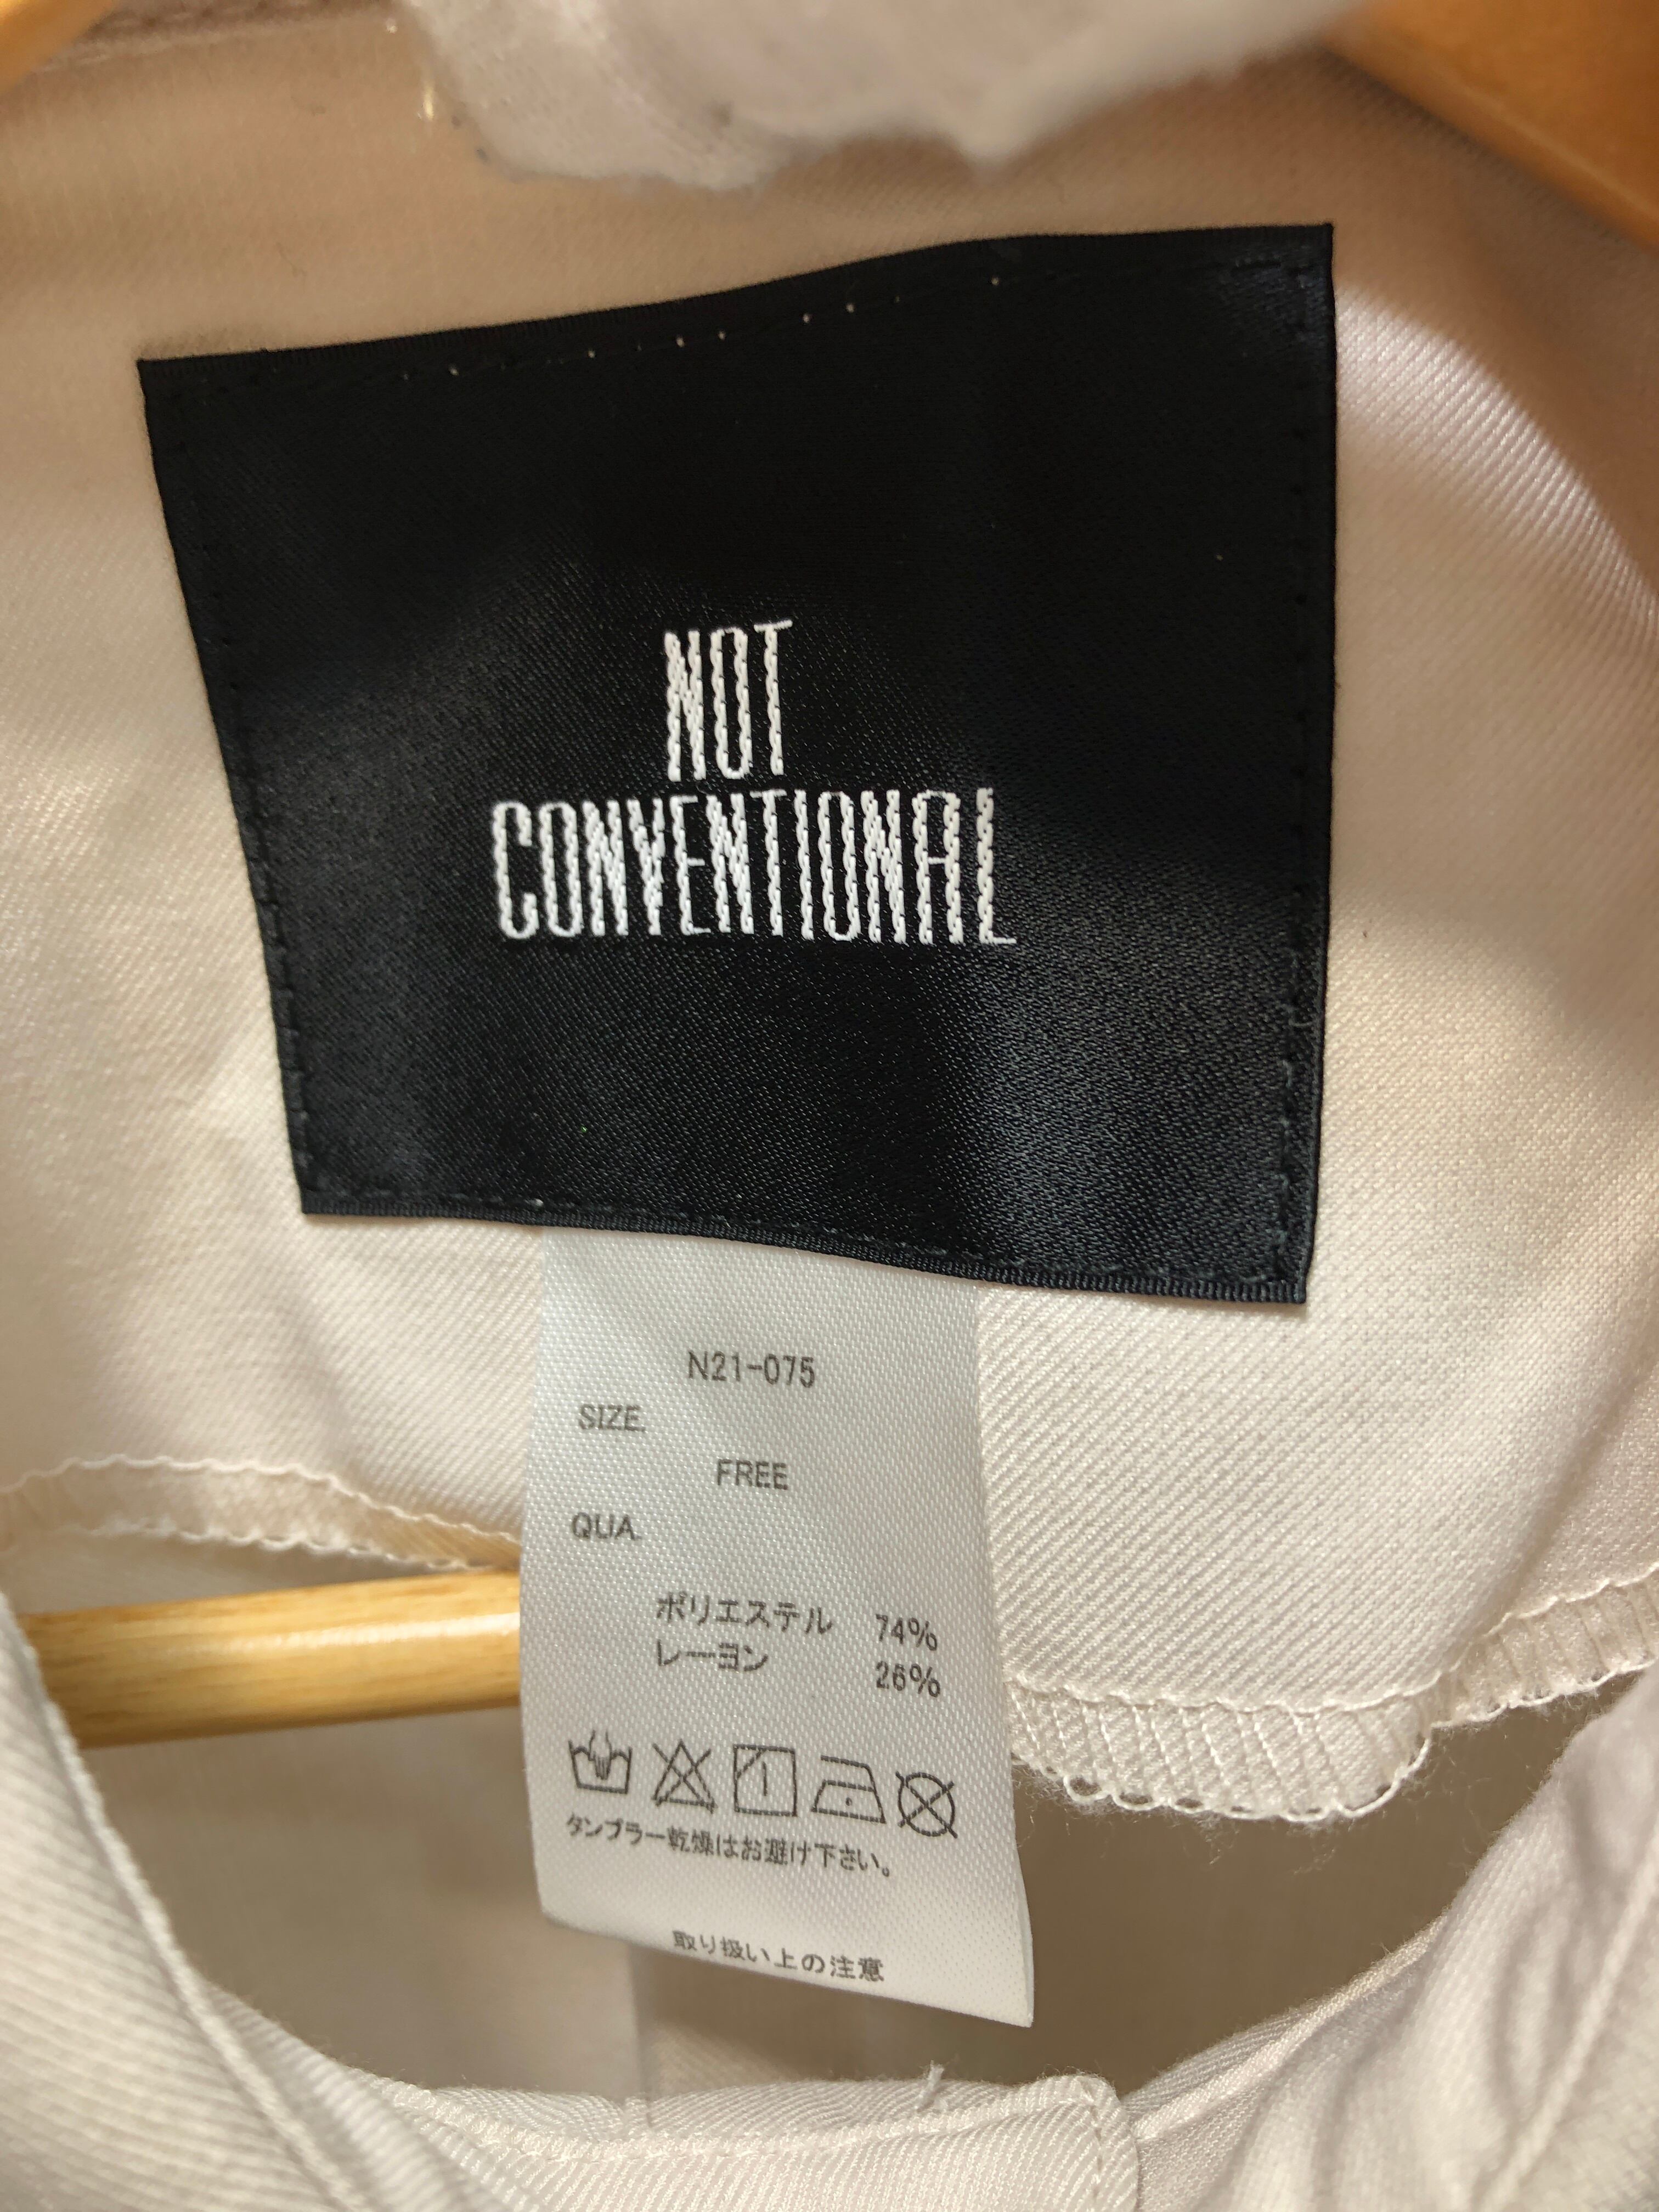 NOT
CONVENTIONAL
N21-075
SIZE.
FREE
QUA.
ポリエステル 74%
レーヨン 26%
タンブラー乾燥はお避け下さい。
取り扱い上の注意